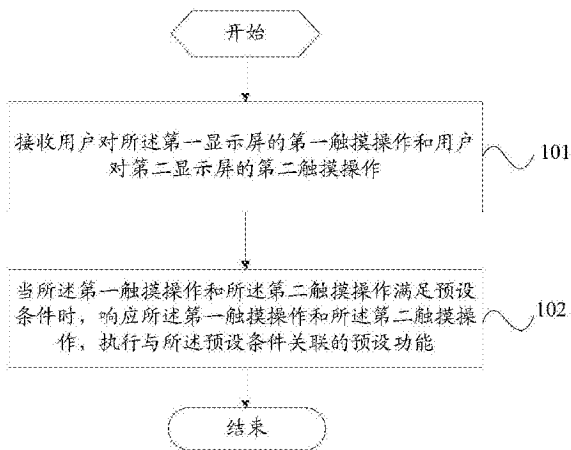 开始
接收用户对所述第一显示屏的第一触摸操作和用户
对第二显示屏的第二触摸操作
101
当所述第一触摸操作和所述第二触摸操作满足预设
条件时，响应所述第一触摸操作和所述第二触摸操
作，执行与所述预设条件关联的预设功能
102
结束